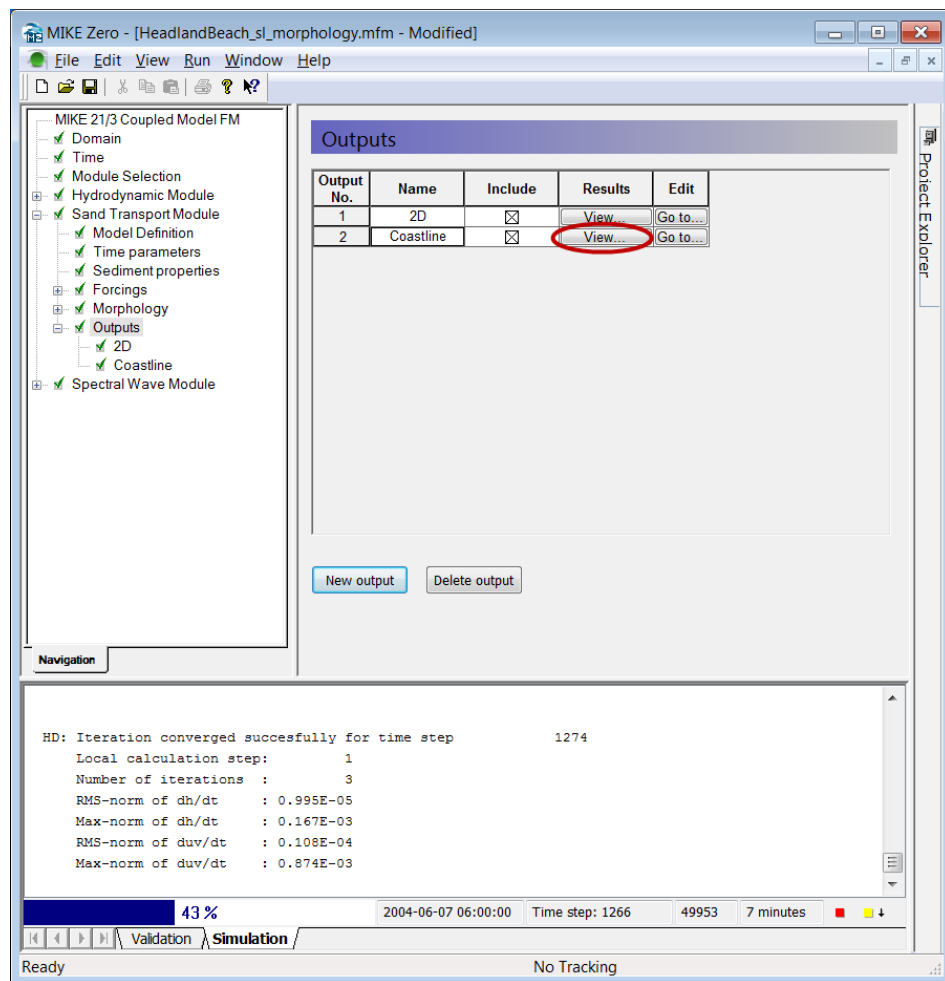 MIKE Zero - [HeadlandBeach_sl_morphology.mfm - Modified]
File Edit View Run Window Help
MIKE 21/3 Coupled Model FM
Domain
Time
Module Selection
Hydrodynamic Module
Sand Transport Module
Model Definition
Time parameters
Sediment properties
Forcings
Morphology
Outputs
2D
Coastline
Spectral Wave Module
Navigation
Outputs
Output No. Name Include Results Edit
1 2D View... Go to...
2 Coastline View... Go to...
New output Delete output
Project Explorer
HD: Iteration converged succesfully for time step 1274
Local calculation step: 1
Number of iterations : 3
RMS-norm of dh/dt : 0.995E-05
Max-norm of dh/dt : 0.167E-03
RMS-norm of duv/dt : 0.108E-04
Max-norm of duv/dt : 0.874E-03
43 % 2004-06-07 06:00:00 Time step: 1266 49953 7 minutes
Validation Simulation
Ready No Tracking